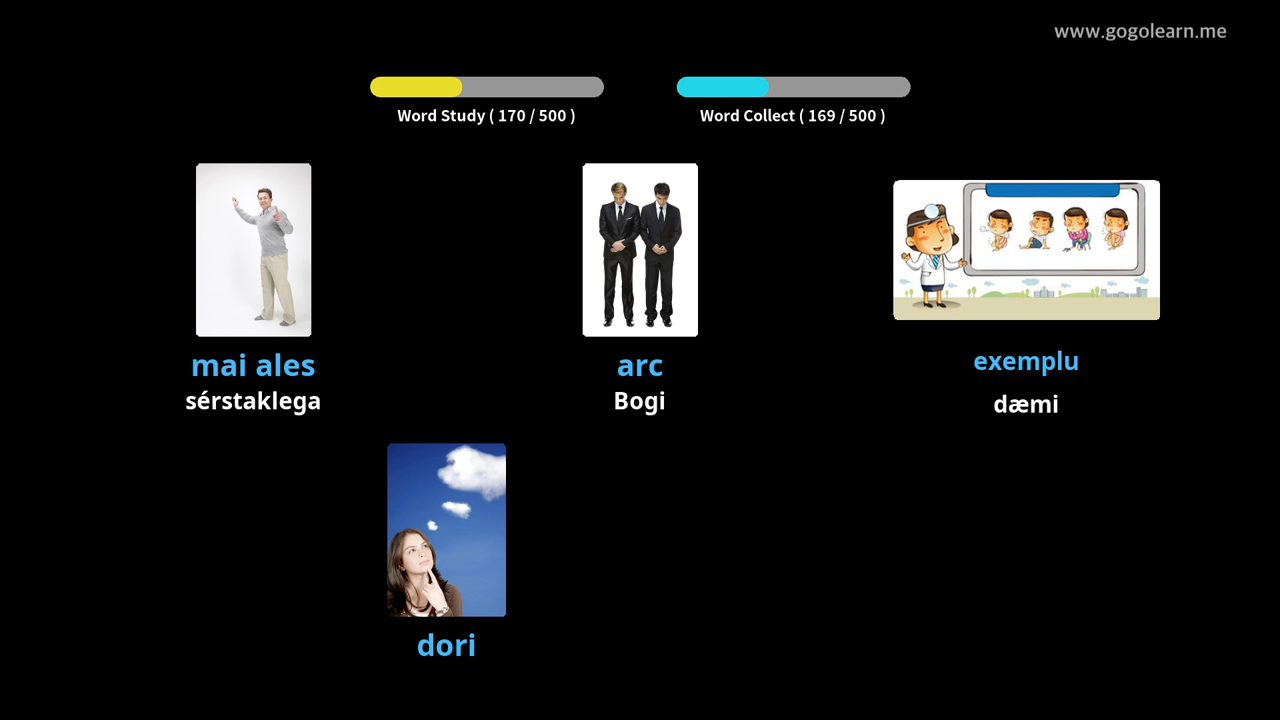 www.gogolearn.me
Word Study ( 170 / 500 )
Word Collect ( 169 / 500 )
mai ales
sérstaklega
arc
Bogi
exemplu
dæmi
dori